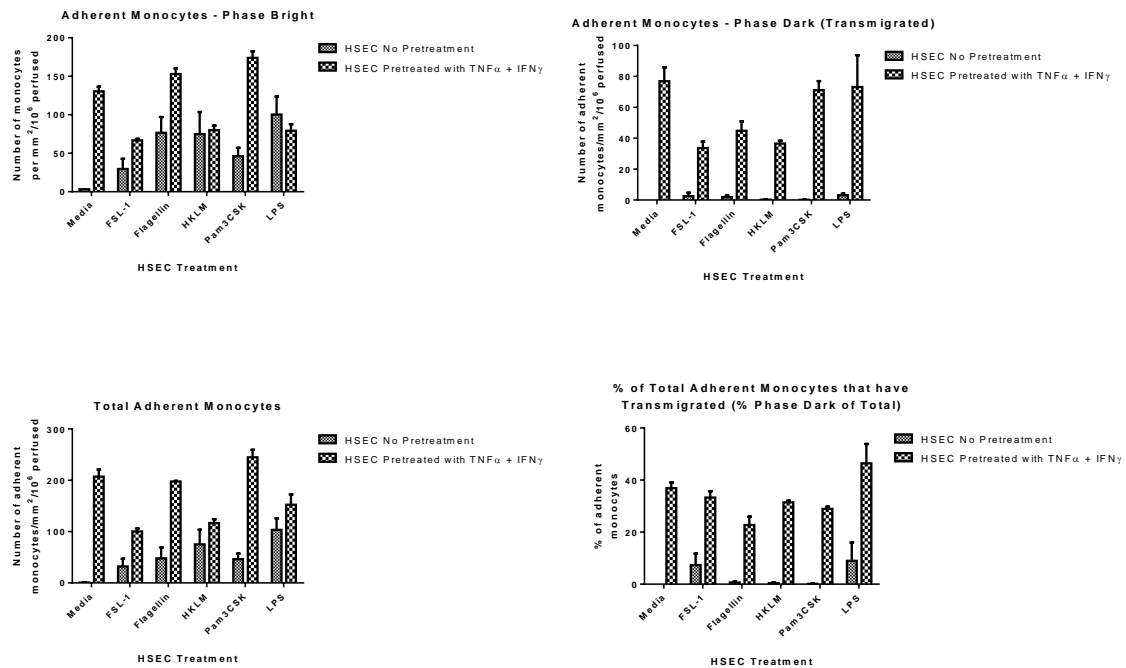 Adherent Monocytes - Phase Bright
Number of monocytes
per mm²/10⁶ perfused
200
150
100
50
0
Media
FSL-1
Flagellin
HKLM
Pam3CSK
LPS
HSEC Treatment
HSEC No Pretreatment
HSEC Pretreated with TNFα + IFNγ
Adherent Monocytes - Phase Dark (Transmigrated)
Number of adherent
monocytes/mm²/10⁶ perfused
100
80
60
40
20
0
Media
FSL-1
Flagellin
HKLM
Pam3CSK
LPS
HSEC Treatment
HSEC No Pretreatment
HSEC Pretreated with TNFα + IFNγ
Total Adherent Monocytes
Number of adherent
monocytes/mm²/10⁶ perfused
300
200
100
0
Media
FSL-1
Flagellin
HKLM
Pam3CSK
LPS
HSEC Treatment
HSEC No Pretreatment
HSEC Pretreated with TNFα + IFNγ
% of Total Adherent Monocytes that have
Transmigrated (% Phase Dark of Total)
% of adherent
monocytes
60
40
20
0
Media
FSL-1
Flagellin
HKLM
Pam3CSK
LPS
HSEC Treatment
HSEC No Pretreatment
HSEC Pretreated with TNFα + IFNγ